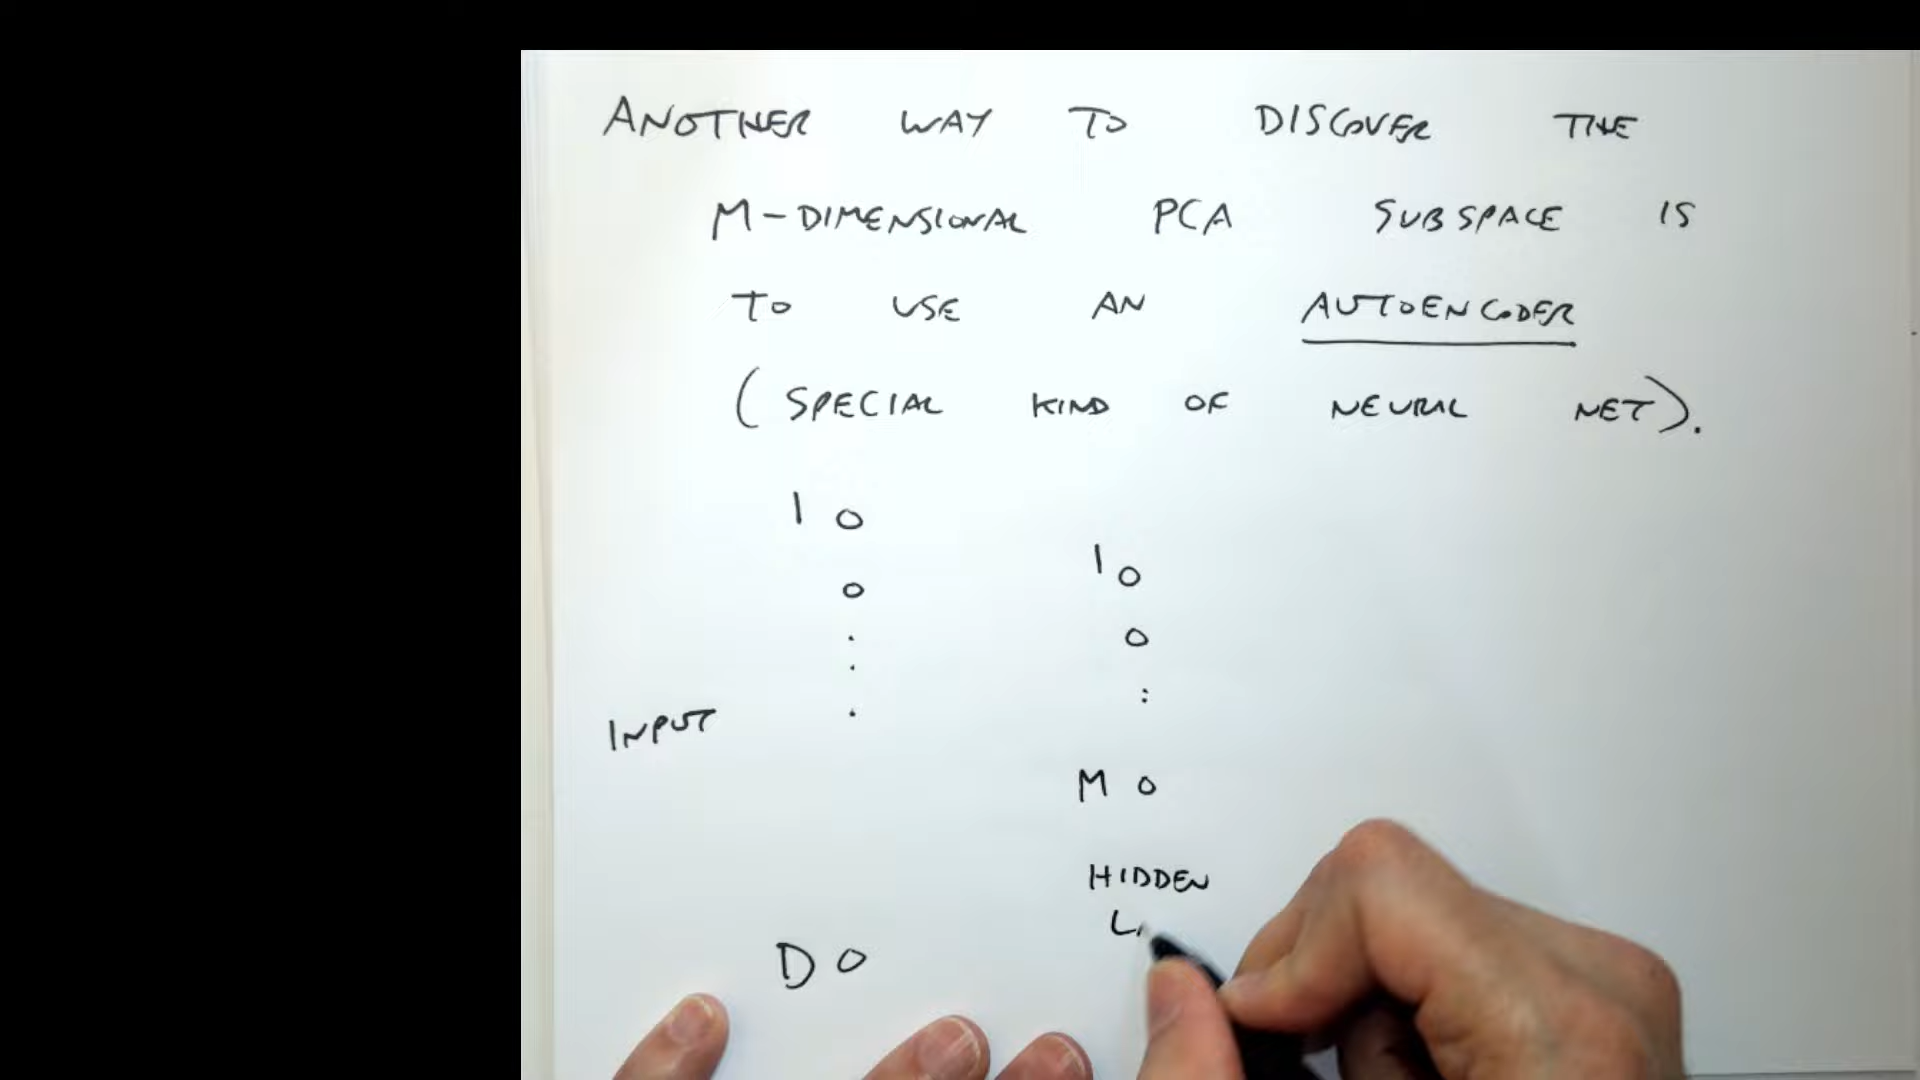 ANOTHER WAY TO DISCOVER THE
M-DIMENSIONAL PCA SUBSPACE IS
TO USE AN AUTOENCODER
(SPECIAL KIND OF NEURAL NET).
1
1
INPUT
M
HIDDEN
D